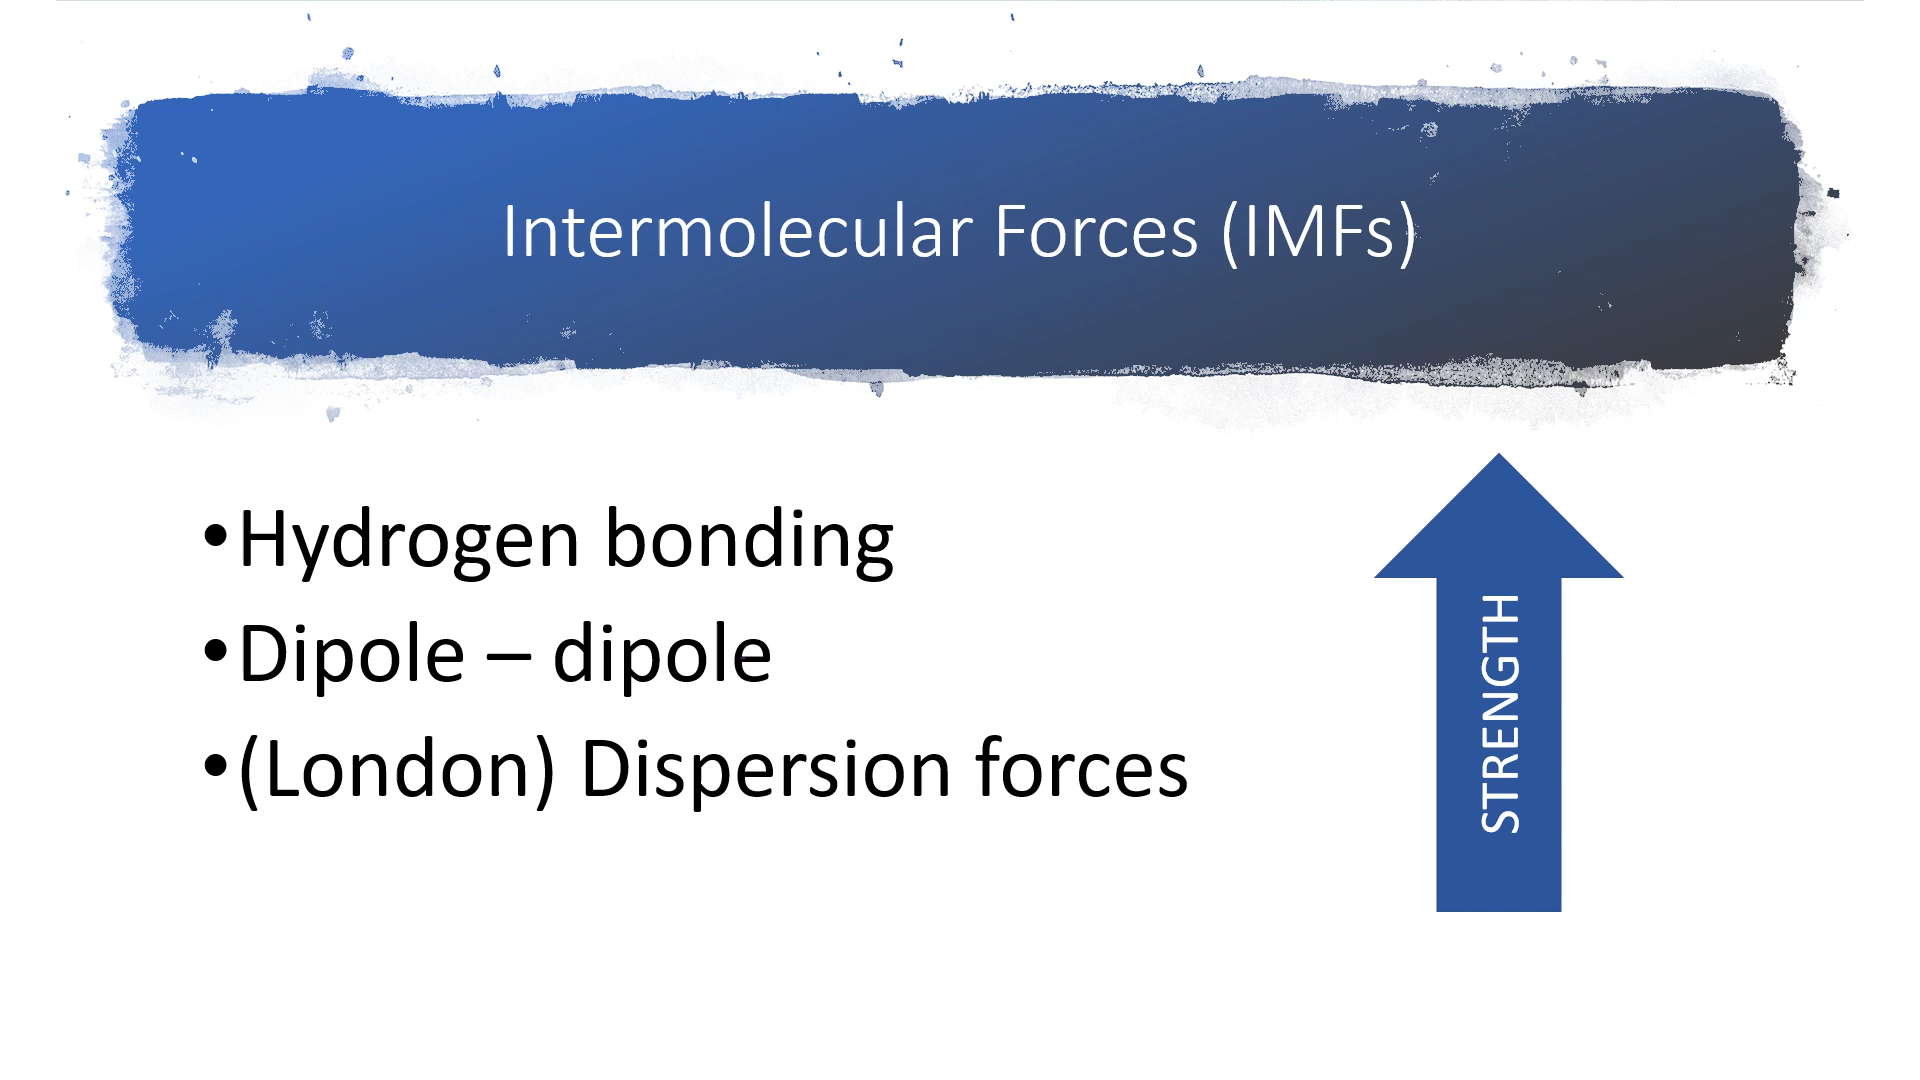 Intermolecular Forces (IMFs)
•Hydrogen bonding
•Dipole – dipole
•(London) Dispersion forces
STRENGTH